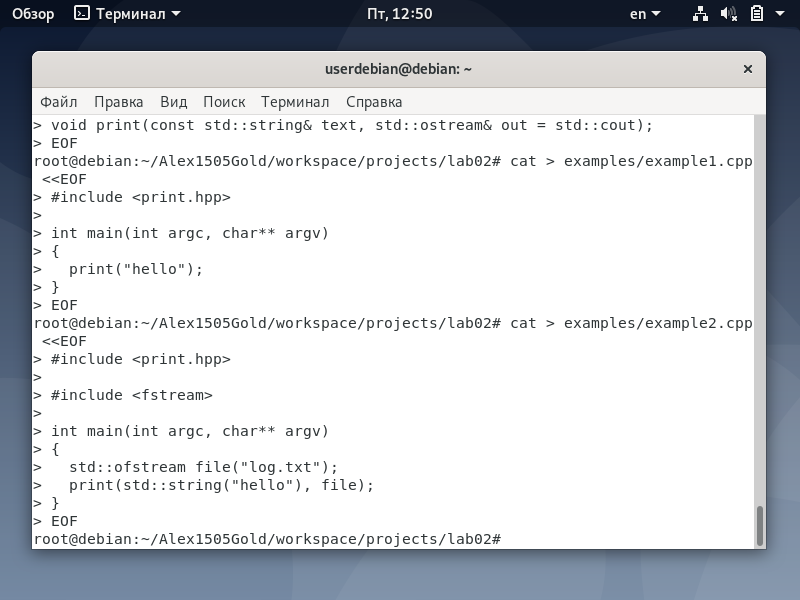 Обзор Терминал Пт, 12:50 en
userdebian@debian: ~ ×
Файл Правка Вид Поиск Терминал Справка
> void print(const std::string& text, std::ostream& out = std::cout);
> EOF
root@debian:~/Alex1505Gold/workspace/projects/lab02# cat > examples/example1.cpp
 <<EOF
> #include <print.hpp>
>
> int main(int argc, char** argv)
> {
>   print("hello");
> }
> EOF
root@debian:~/Alex1505Gold/workspace/projects/lab02# cat > examples/example2.cpp
 <<EOF
> #include <print.hpp>
>
> #include <fstream>
>
> int main(int argc, char** argv)
> {
>   std::ofstream file("log.txt");
>   print(std::string("hello"), file);
> }
> EOF
root@debian:~/Alex1505Gold/workspace/projects/lab02#